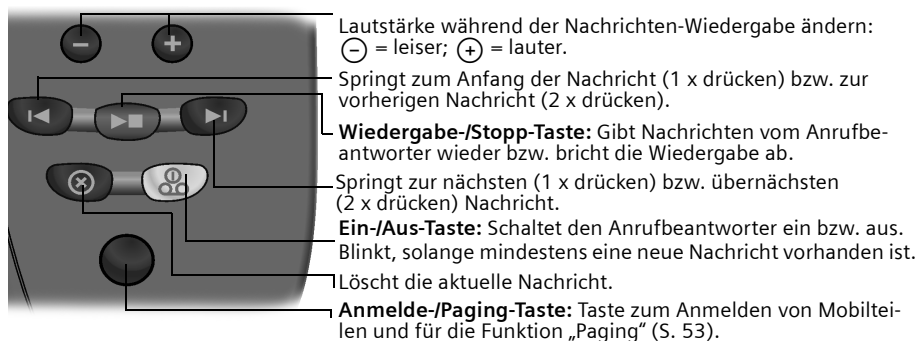 Lautstärke während der Nachrichten-Wiedergabe ändern:
⊖ = leiser; ⊕ = lauter.
Springt zum Anfang der Nachricht (1 x drücken) bzw. zur
vorherigen Nachricht (2 x drücken).
Wiedergabe-/Stopp-Taste: Gibt Nachrichten vom Anrufbe-
antworter wieder bzw. bricht die Wiedergabe ab.
Springt zur nächsten (1 x drücken) bzw. übernächsten
(2 x drücken) Nachricht.
Ein-/Aus-Taste: Schaltet den Anrufbeantworter ein bzw. aus.
Blinkt, solange mindestens eine neue Nachricht vorhanden ist.
Löscht die aktuelle Nachricht.
Anmelde-/Paging-Taste: Taste zum Anmelden von Mobiltei-
len und für die Funktion „Paging“ (S. 53).